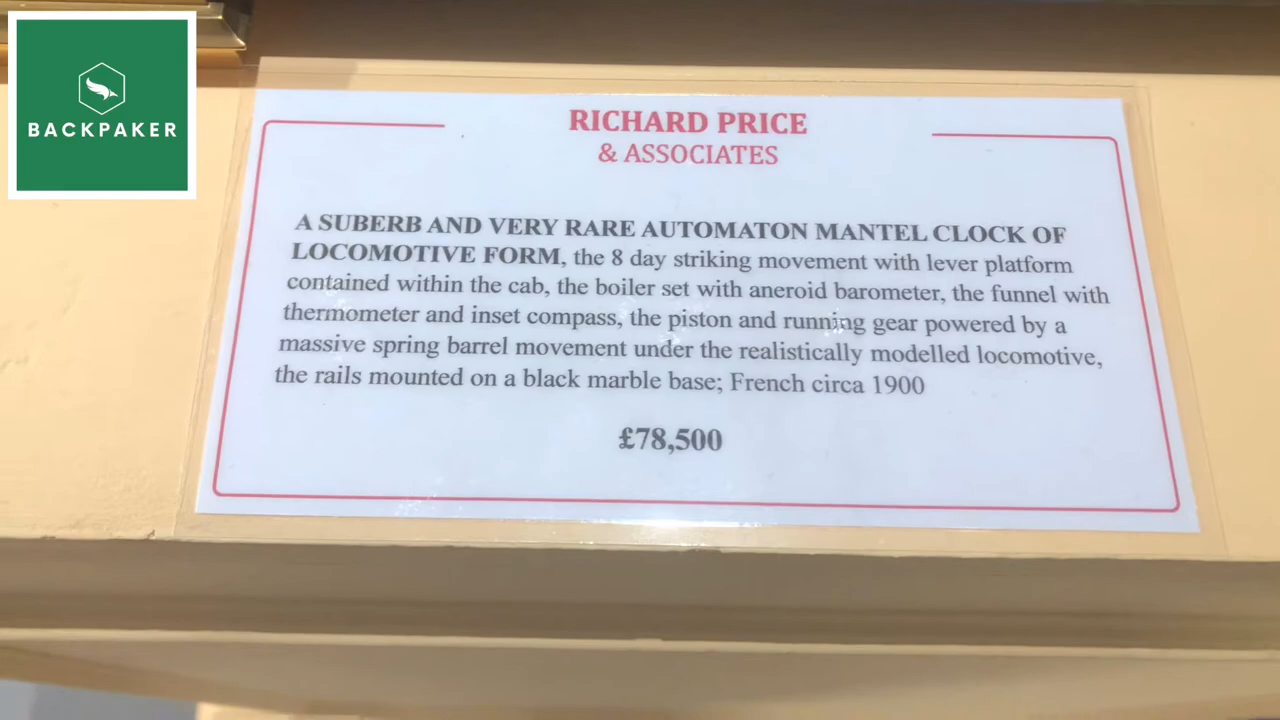 BACKPAKER
RICHARD PRICE
& ASSOCIATES
A SUBERB AND VERY RARE AUTOMATON MANTEL CLOCK OF
LOCOMOTIVE FORM, the 8 day striking movement with lever platform
contained within the cab, the boiler set with aneroid barometer, the funnel with
thermometer and inset compass, the piston and running gear powered by a
massive spring barrel movement under the realistically modelled locomotive,
the rails mounted on a black marble base; French circa 1900
£78,500